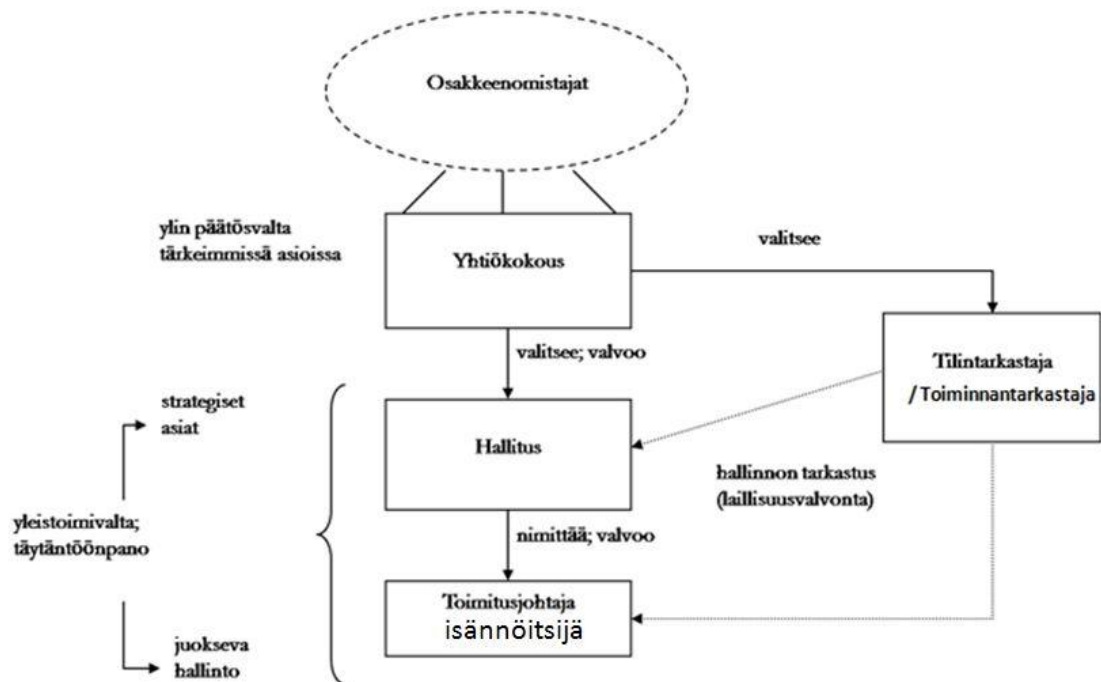 Osakkeenomistajat
ylin päätösvalta
tärkeimmissä asioissa
Yhtiökokous
valitsee
valitsee; valvoo
Tilintarkastaja
/ Toiminnantarkastaja
strategiset
asiat
Hallitus
hallinnon tarkastus
(laillisuusvalvonta)
yleistoimivalta;
täytäntöönpano
nimittää; valvoo
Toimitusjohtaja
isännöitsijä
juokseva
hallinto